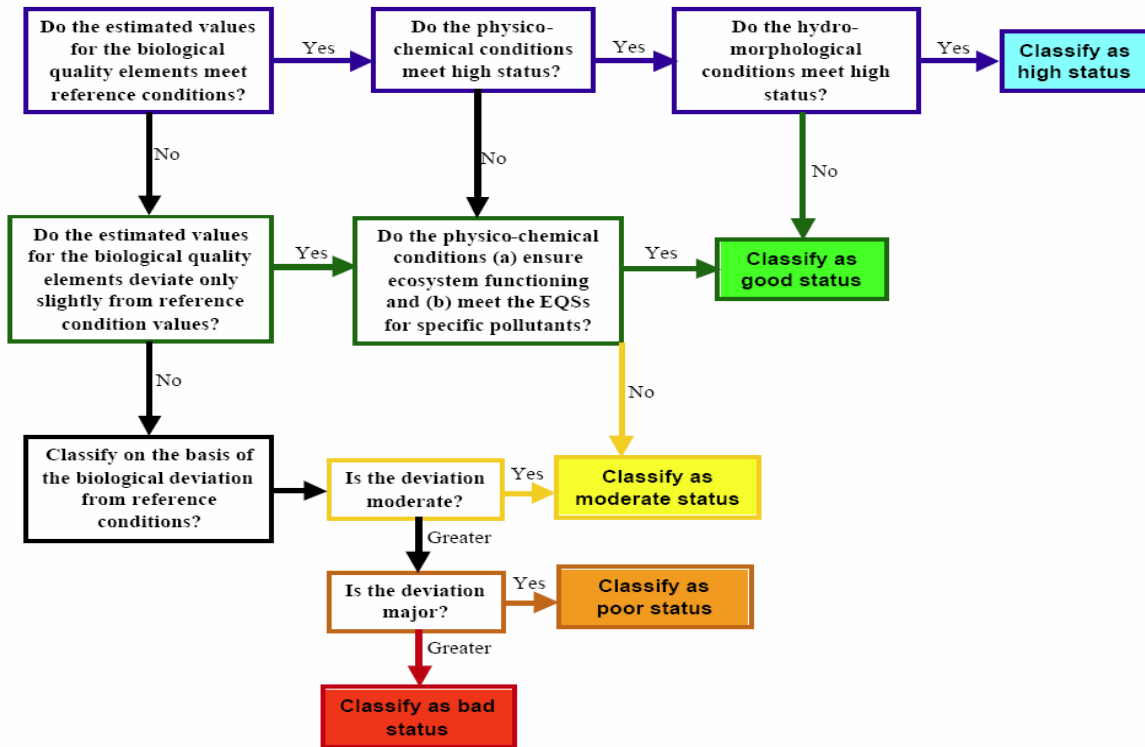 Do the estimated values
for the biological
quality elements meet
reference conditions?
Yes
Do the physico-
chemical conditions
meet high status?
Yes
Do the hydro-
morphological
conditions meet high
status?
Yes
Classify as
high status
No
No
No
Do the estimated values
for the biological quality
elements deviate only
slightly from reference
condition values?
Yes
Do the physico-chemical
conditions (a) ensure
ecosystem functioning
and (b) meet the EQSs
for specific pollutants?
Yes
Classify as
good status
No
No
Classify on the basis of
the biological deviation
from reference
conditions?
Is the deviation
moderate?
Yes
Classify as
moderate status
Greater
Is the deviation
major?
Yes
Classify as
poor status
Greater
Classify as bad
status